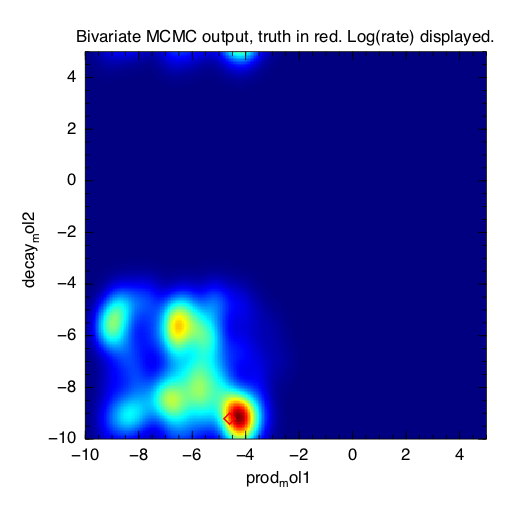 Bivariate MCMC output, truth in red. Log(rate) displayed.
4
2
0
−2
−4
−6
−8
−10
decay_mol2
−10 −8 −6 −4 −2 0 2 4
prod_mol1